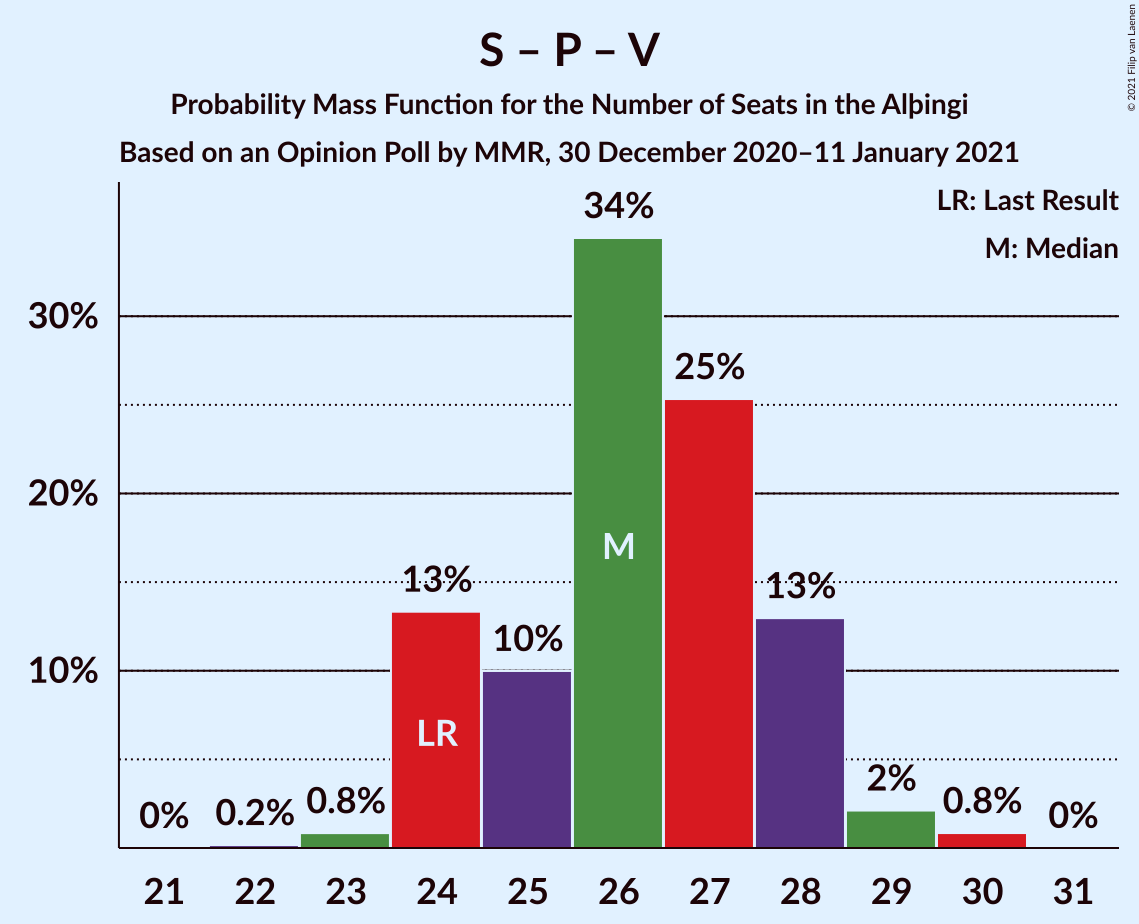 S – P – V
Probability Mass Function for the Number of Seats in the Alþingi
Based on an Opinion Poll by MMR, 30 December 2020–11 January 2021
© 2021 Filip van Laenen
LR: Last Result
M: Median
30%
20%
10%
0%
0.2%
0.8%
13%
10%
34%
25%
13%
2%
0.8%
0%
LR
M
21 22 23 24 25 26 27 28 29 30 31